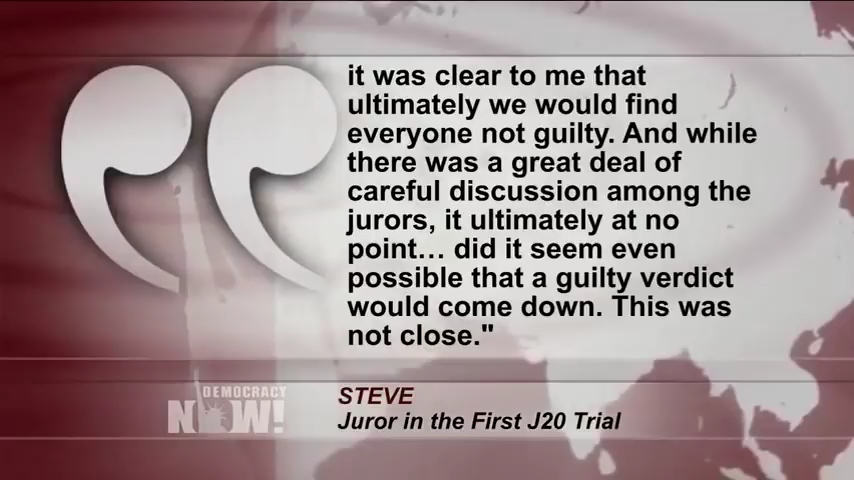 it was clear to me that
ultimately we would find
everyone not guilty. And while
there was a great deal of
careful discussion among the
jurors, it ultimately at no
point... did it seem even
possible that a guilty verdict
would come down. This was
not close."
STEVE
Juror in the First J20 Trial
DEMOCRACY
NOW!